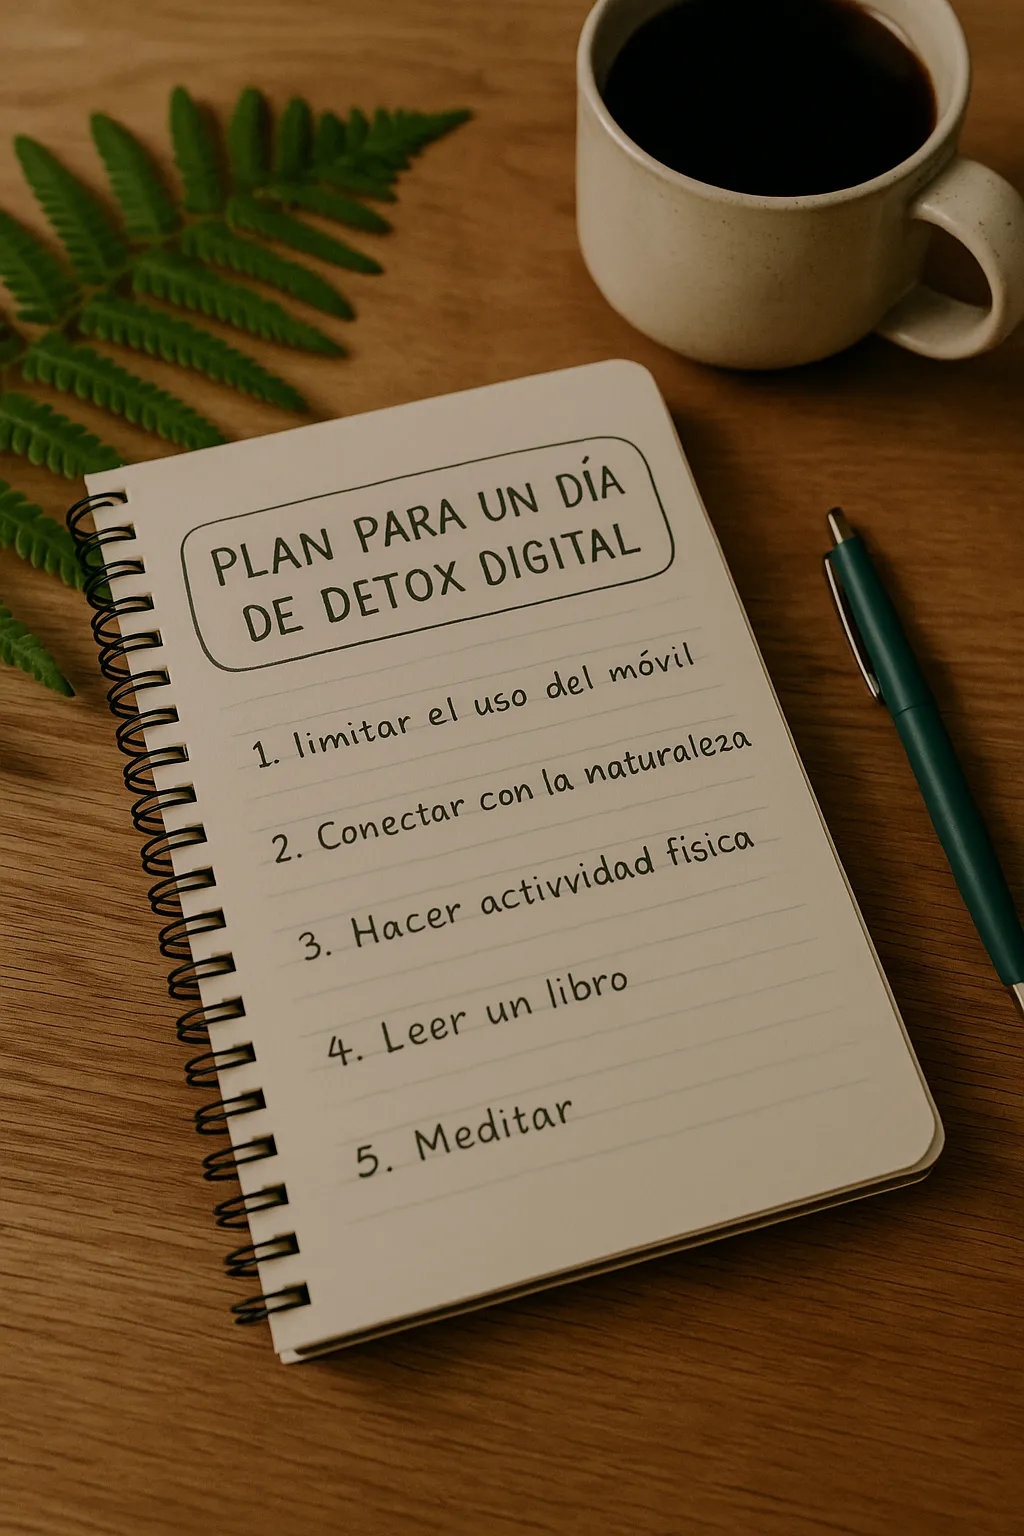 PLAN PARA UN DÍA
DE DETOX DIGITAL
1. limitar el uso del móvil
2. Conectar con la naturaleza
3. Hacer activvidad física
4. Leer un libro
5. Meditar